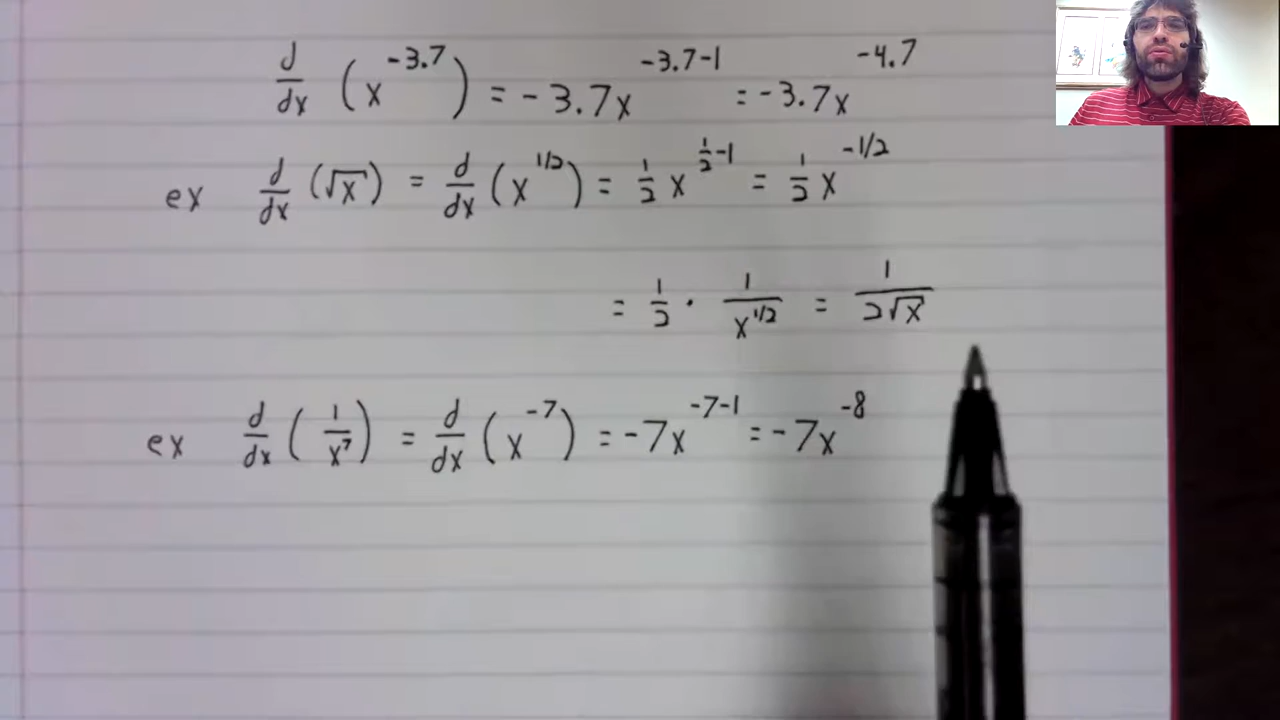 d/dx (x^-3.7) = -3.7x^-3.7-1 = -3.7x^-4.7
ex d/dx (√x) = d/dx (x^1/2) = 1/2 x^1/2-1 = 1/2 x^-1/2
= 1/2 · 1/x^1/2 = 1/2√x
ex d/dx (1/x^7) = d/dx (x^-7) = -7x^-7-1 = -7x^-8